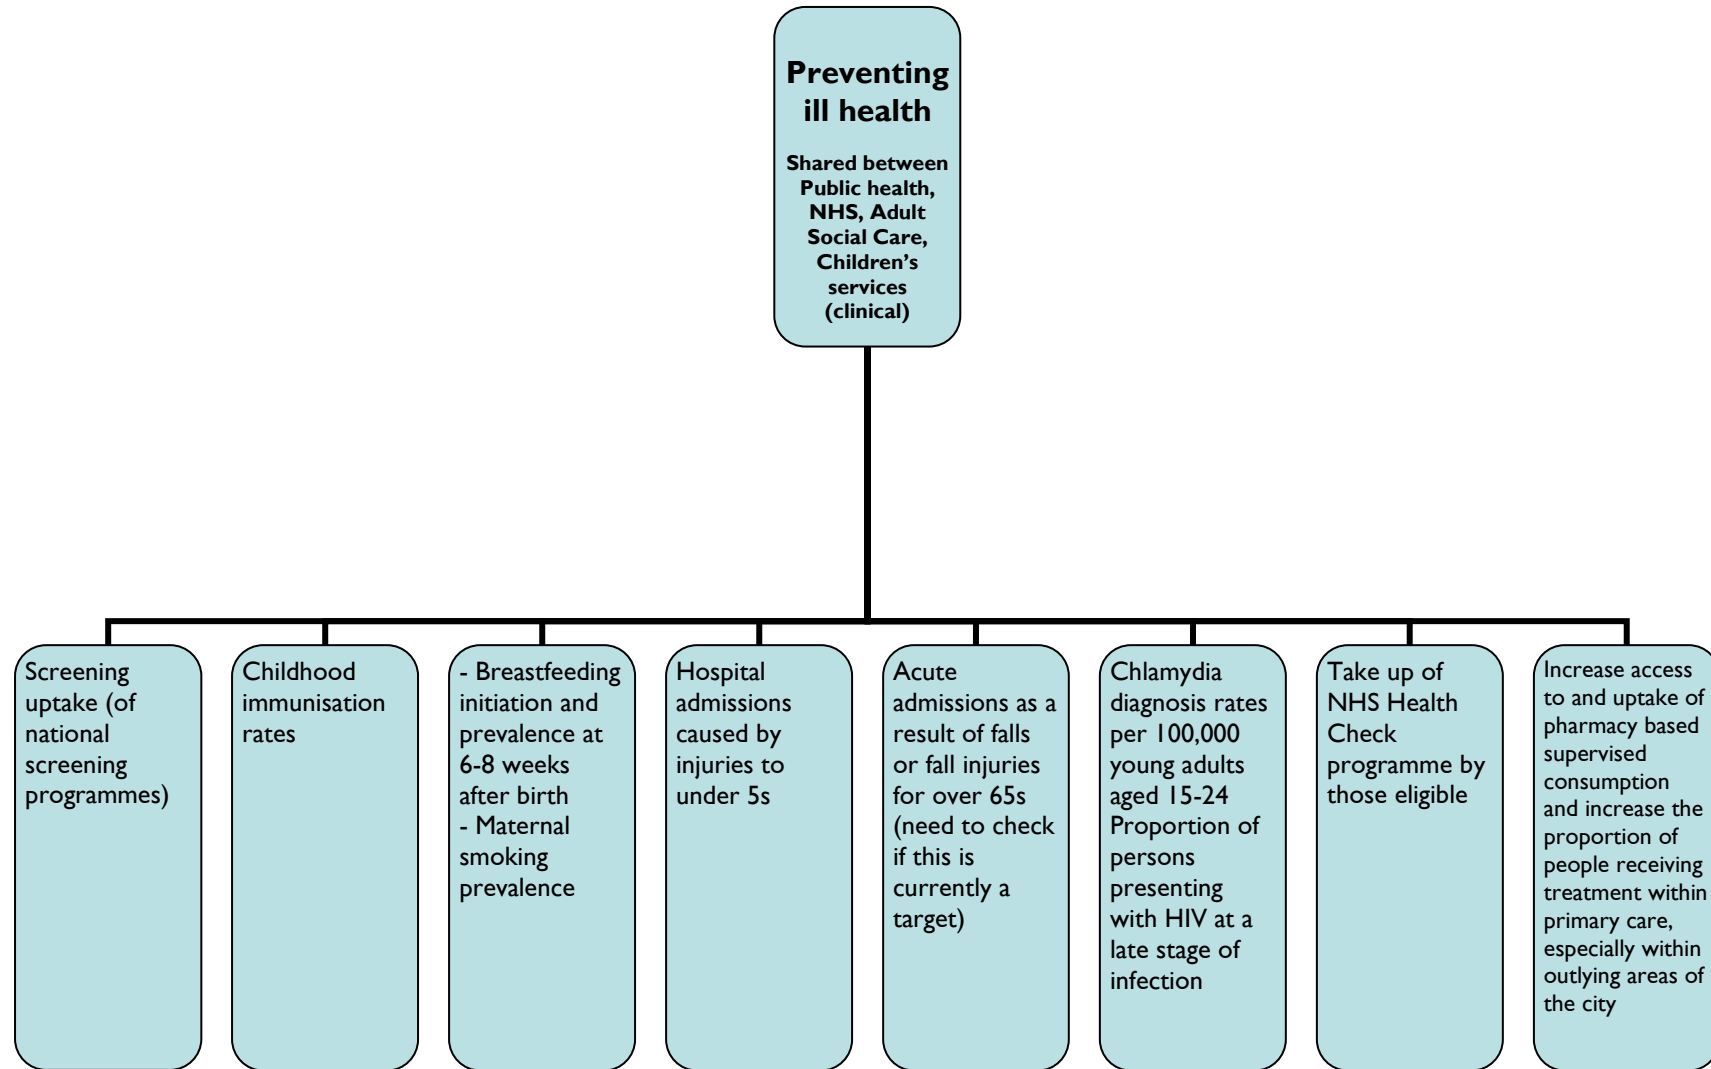 Preventing
ill health
Shared between
Public health,
NHS, Adult
Social Care,
Children's
services
(clinical)
Screening
uptake (of
national
screening
programmes)
Childhood
immunisation
rates
- Breastfeeding
initiation and
prevalence at
6-8 weeks
after birth
- Maternal
smoking
prevalence
Hospital
admissions
caused by
injuries to
under 5s
Acute
admissions as a
result of falls
or fall injuries
for over 65s
(need to check
if this is
currently a
target)
Chlamydia
diagnosis rates
per 100,000
young adults
aged 15-24
Proportion of
persons
presenting
with HIV at a
late stage of
infection
Take up of
NHS Health
Check
programme by
those eligible
Increase access
to and uptake of
pharmacy based
supervised
consumption
and increase the
proportion of
people receiving
treatment within
primary care,
especially within
outlying areas of
the city